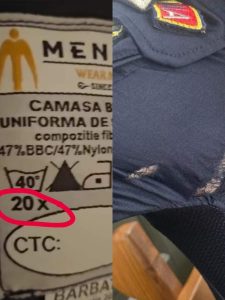 MEN
WEAR
CAMASA B
UNIFORMA DE S
compozitie fib
47%BBC/47%Nylon
40°
20 x
CTC:
BARBA